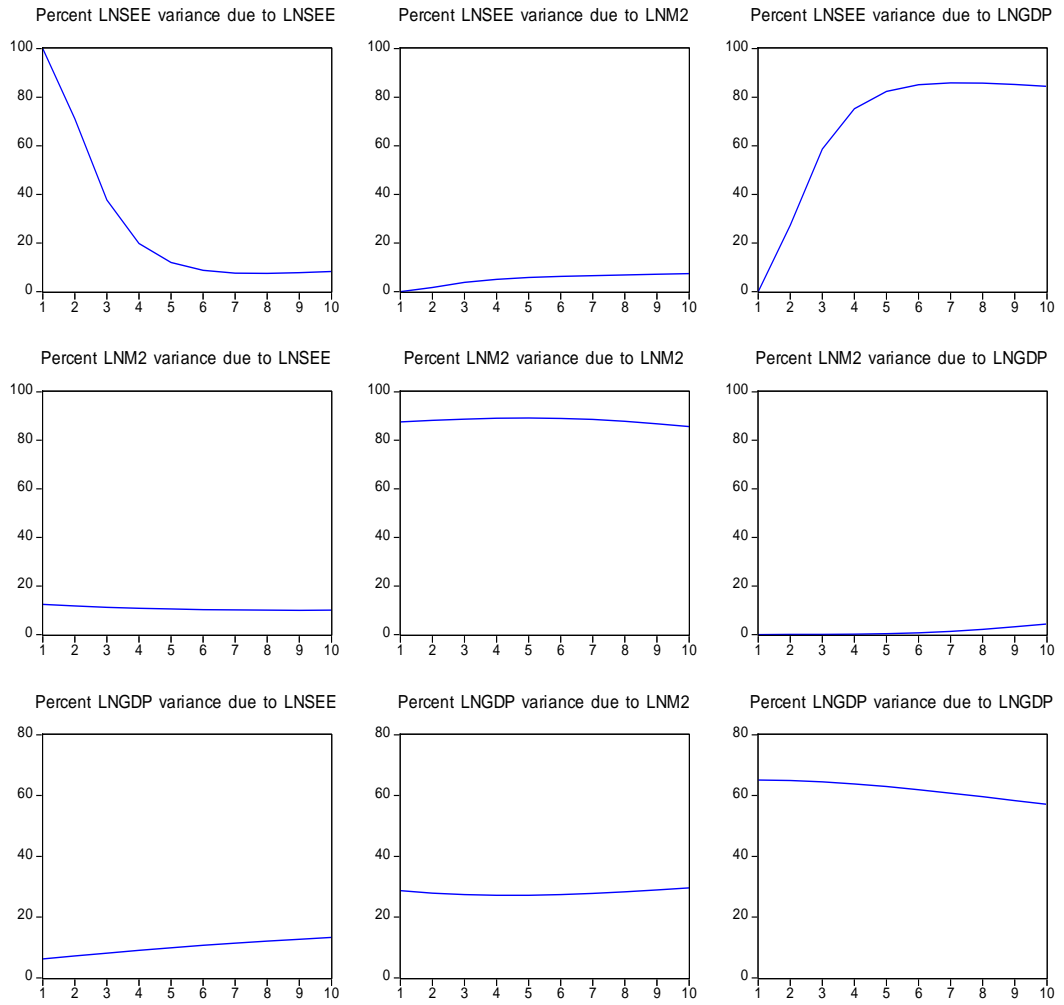 Percent LNSEE variance due to LNSEE
Percent LNSEE variance due to LNM2
Percent LNSEE variance due to LNGDP
100
80
60
40
20
0
1 2 3 4 5 6 7 8 9 10
100
80
60
40
20
0
1 2 3 4 5 6 7 8 9 10
100
80
60
40
20
0
1 2 3 4 5 6 7 8 9 10
Percent LNM2 variance due to LNSEE
Percent LNM2 variance due to LNM2
Percent LNM2 variance due to LNGDP
100
80
60
40
20
0
1 2 3 4 5 6 7 8 9 10
100
80
60
40
20
0
1 2 3 4 5 6 7 8 9 10
100
80
60
40
20
0
1 2 3 4 5 6 7 8 9 10
Percent LNGDP variance due to LNSEE
Percent LNGDP variance due to LNM2
Percent LNGDP variance due to LNGDP
80
60
40
20
0
1 2 3 4 5 6 7 8 9 10
80
60
40
20
0
1 2 3 4 5 6 7 8 9 10
80
60
40
20
0
1 2 3 4 5 6 7 8 9 10